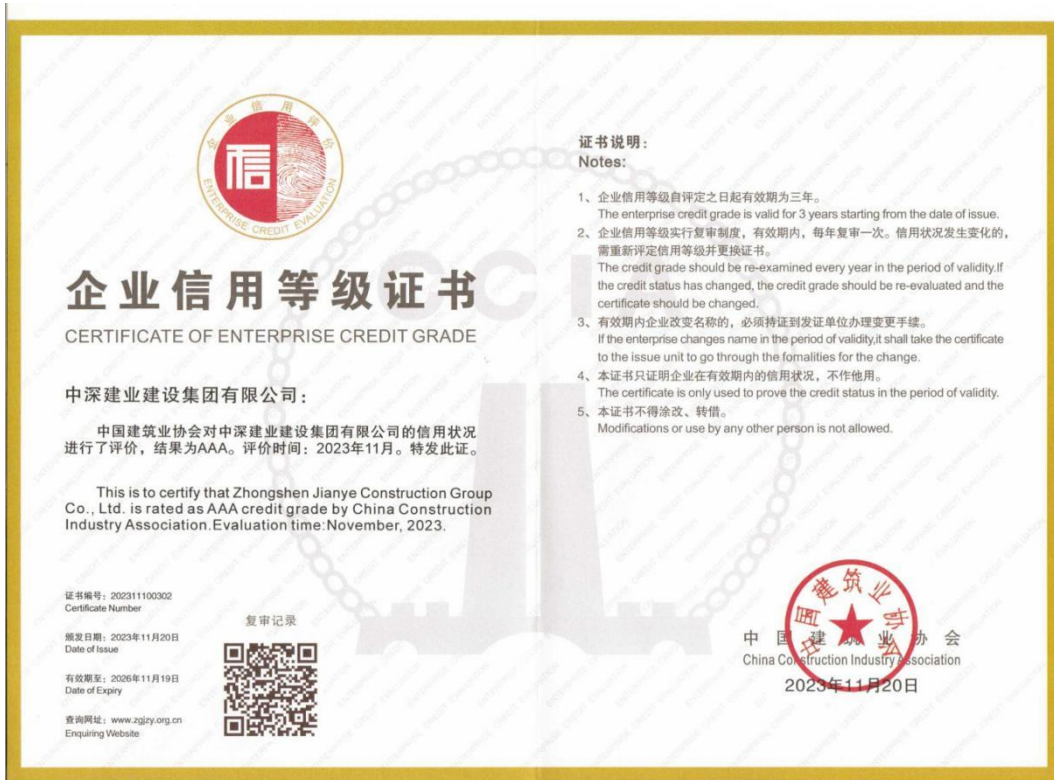 企业信用评价
ENTERPRISE CREDIT EVALUATION
信
企业信用等级证书
CERTIFICATE OF ENTERPRISE CREDIT GRADE
中深建业建设集团有限公司：
中国建筑业协会对中深建业建设集团有限公司的信用状况
进行了评价，结果为AAA。评价时间：2023年11月。特发此证。
This is to certify that Zhongshen Jianye Construction Group
Co., Ltd. is rated as AAA credit grade by China Construction
Industry Association.Evaluation time:November, 2023.
证书编号：202311100302
Certificate Number
颁发日期：2023年11月20日
Date of Issue
有效期至：2026年11月19日
Date of Expiry
查询网址：www.zgjzy.org.cn
Enquiring Website
复审记录
证书说明：
Notes:
1、企业信用等级自评定之日起有效期为三年。
The enterprise credit grade is valid for 3 years starting from the date of issue.
2、企业信用等级实行复审制度，有效期内，每年复审一次。信用状况发生变化的，
需重新评定信用等级并更换证书。
The credit grade should be re-examined every year in the period of validity.If
the credit status has changed, the credit grade should be re-evaluated and the
certificate should be changed.
3、有效期内企业改变名称的，必须持证到发证单位办理变更手续。
If the enterprise changes name in the period of validity,it shall take the certificate
to the issue unit to go through the fomalities for the change.
4、本证书只证明企业在有效期内的信用状况，不作他用。
The certificate is only used to prove the credit status in the period of validity.
5、本证书不得涂改、转借。
Modifications or use by any other person is not allowed.
中国建筑业协会
中国建筑业协会
China Construction Industry Association
2023年11月20日